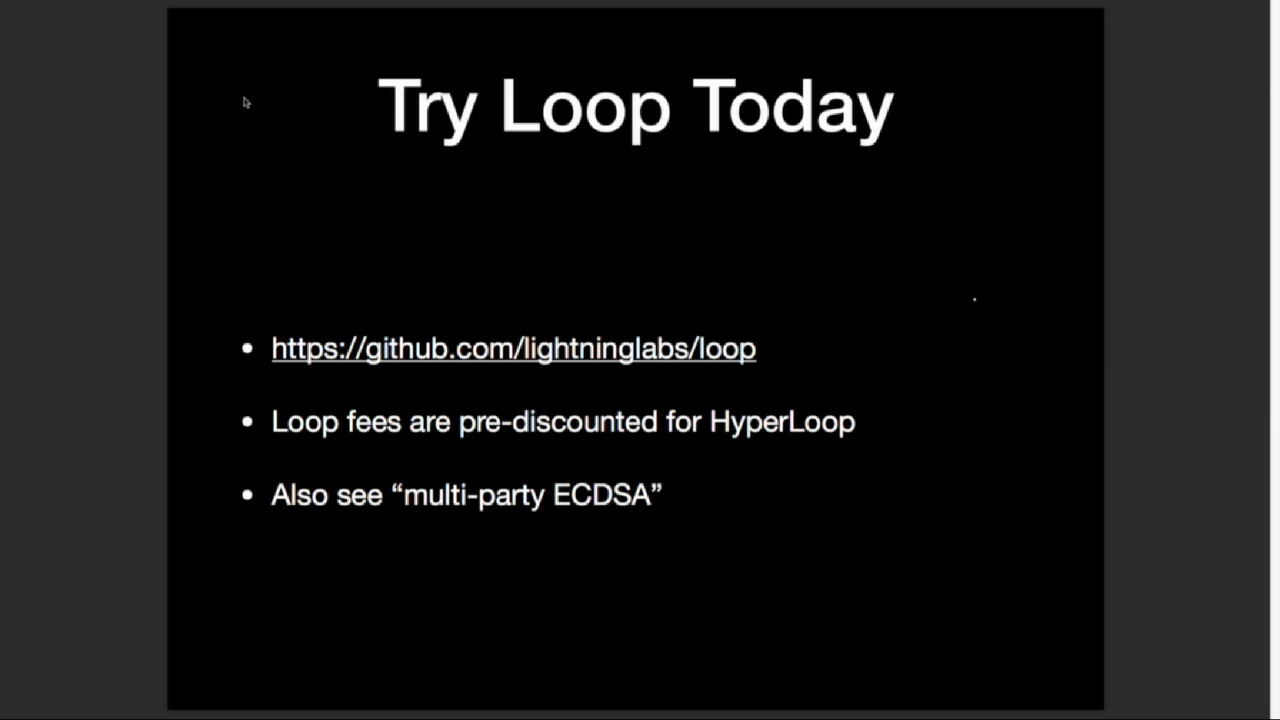 Try Loop Today
• https://github.com/lightninglabs/loop
• Loop fees are pre-discounted for HyperLoop
• Also see “multi-party ECDSA”